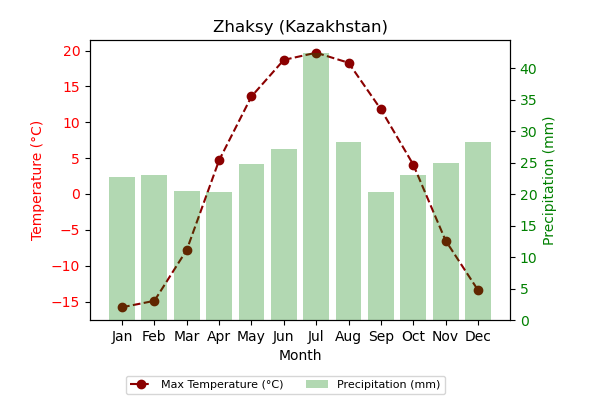 Zhaksy (Kazakhstan)
Temperature (°C)
20
15
10
5
0
−5
−10
−15
40
35
30
25
20
15
10
5
0
Precipitation (mm)
Jan Feb Mar Apr May Jun Jul Aug Sep Oct Nov Dec
Month
Max Temperature (°C) Precipitation (mm)